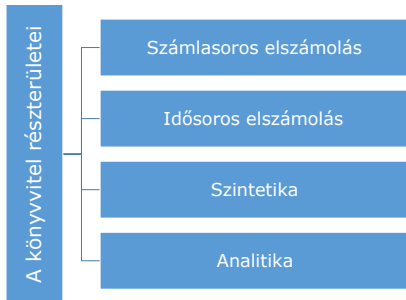 A könyvvitel részterületei
Számlasoros elszámolás
Idősoros elszámolás
Szintetika
Analitika